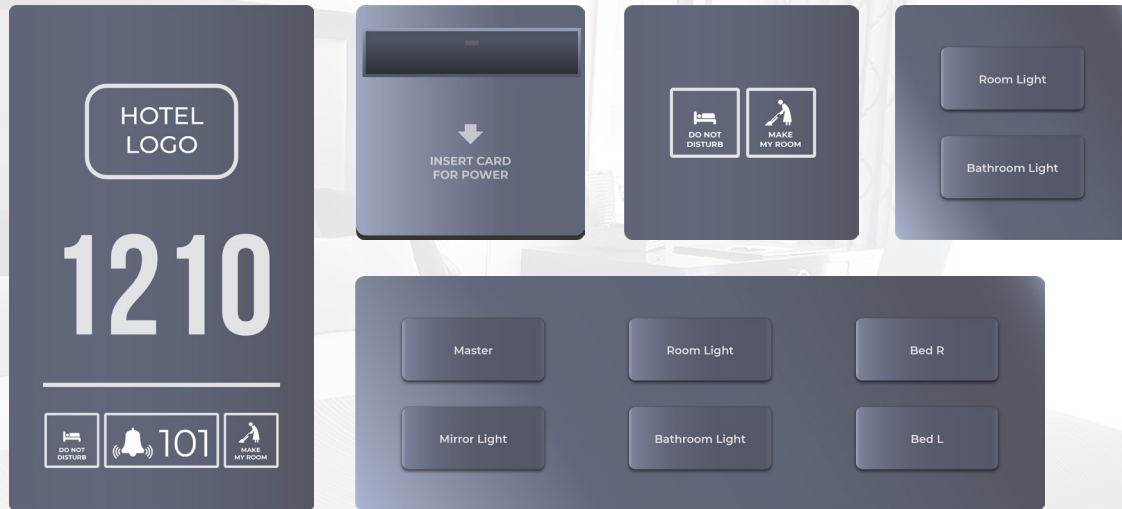 HOTEL
LOGO
1210
DO NOT
DISTURB
101
MAKE
MY ROOM
INSERT CARD
FOR POWER
DO NOT
DISTURB
MAKE
MY ROOM
Room Light
Bathroom Light
Master
Room Light
Bed R
Mirror Light
Bathroom Light
Bed L